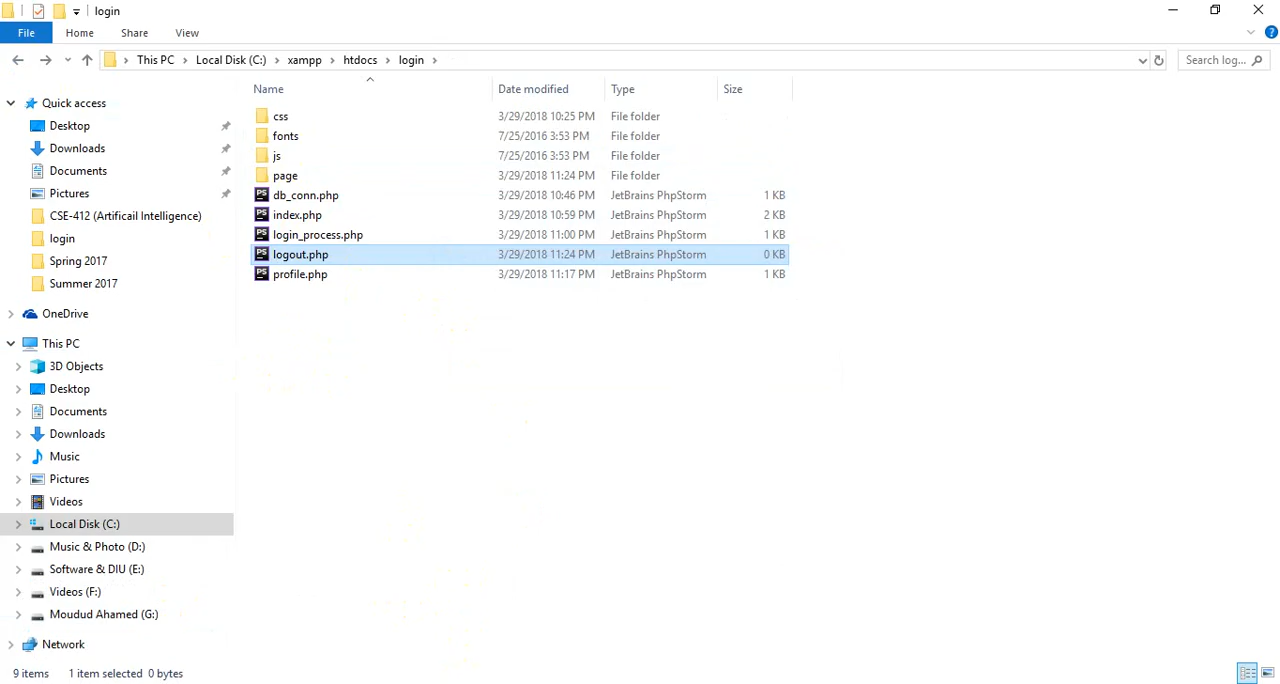 login
File Home Share View
This PC Local Disk (C:) xampp htdocs login Search log...
Name Date modified Type Size
Quick access
Desktop
Downloads
Documents
Pictures
CSE-412 (Artificail Intelligence)
login
Spring 2017
Summer 2017
OneDrive
This PC
3D Objects
Desktop
Documents
Downloads
Music
Pictures
Videos
Local Disk (C:)
Music & Photo (D:)
Software & DIU (E:)
Videos (F:)
Moudud Ahamed (G:)
Network
css 3/29/2018 10:25 PM File folder
fonts 7/25/2016 3:53 PM File folder
js 7/25/2016 3:53 PM File folder
page 3/29/2018 11:24 PM File folder
PS db_conn.php 3/29/2018 10:46 PM JetBrains PhpStorm 1 KB
PS index.php 3/29/2018 10:59 PM JetBrains PhpStorm 2 KB
PS login_process.php 3/29/2018 11:00 PM JetBrains PhpStorm 1 KB
PS logout.php 3/29/2018 11:24 PM JetBrains PhpStorm 0 KB
PS profile.php 3/29/2018 11:17 PM JetBrains PhpStorm 1 KB
9 items 1 item selected 0 bytes